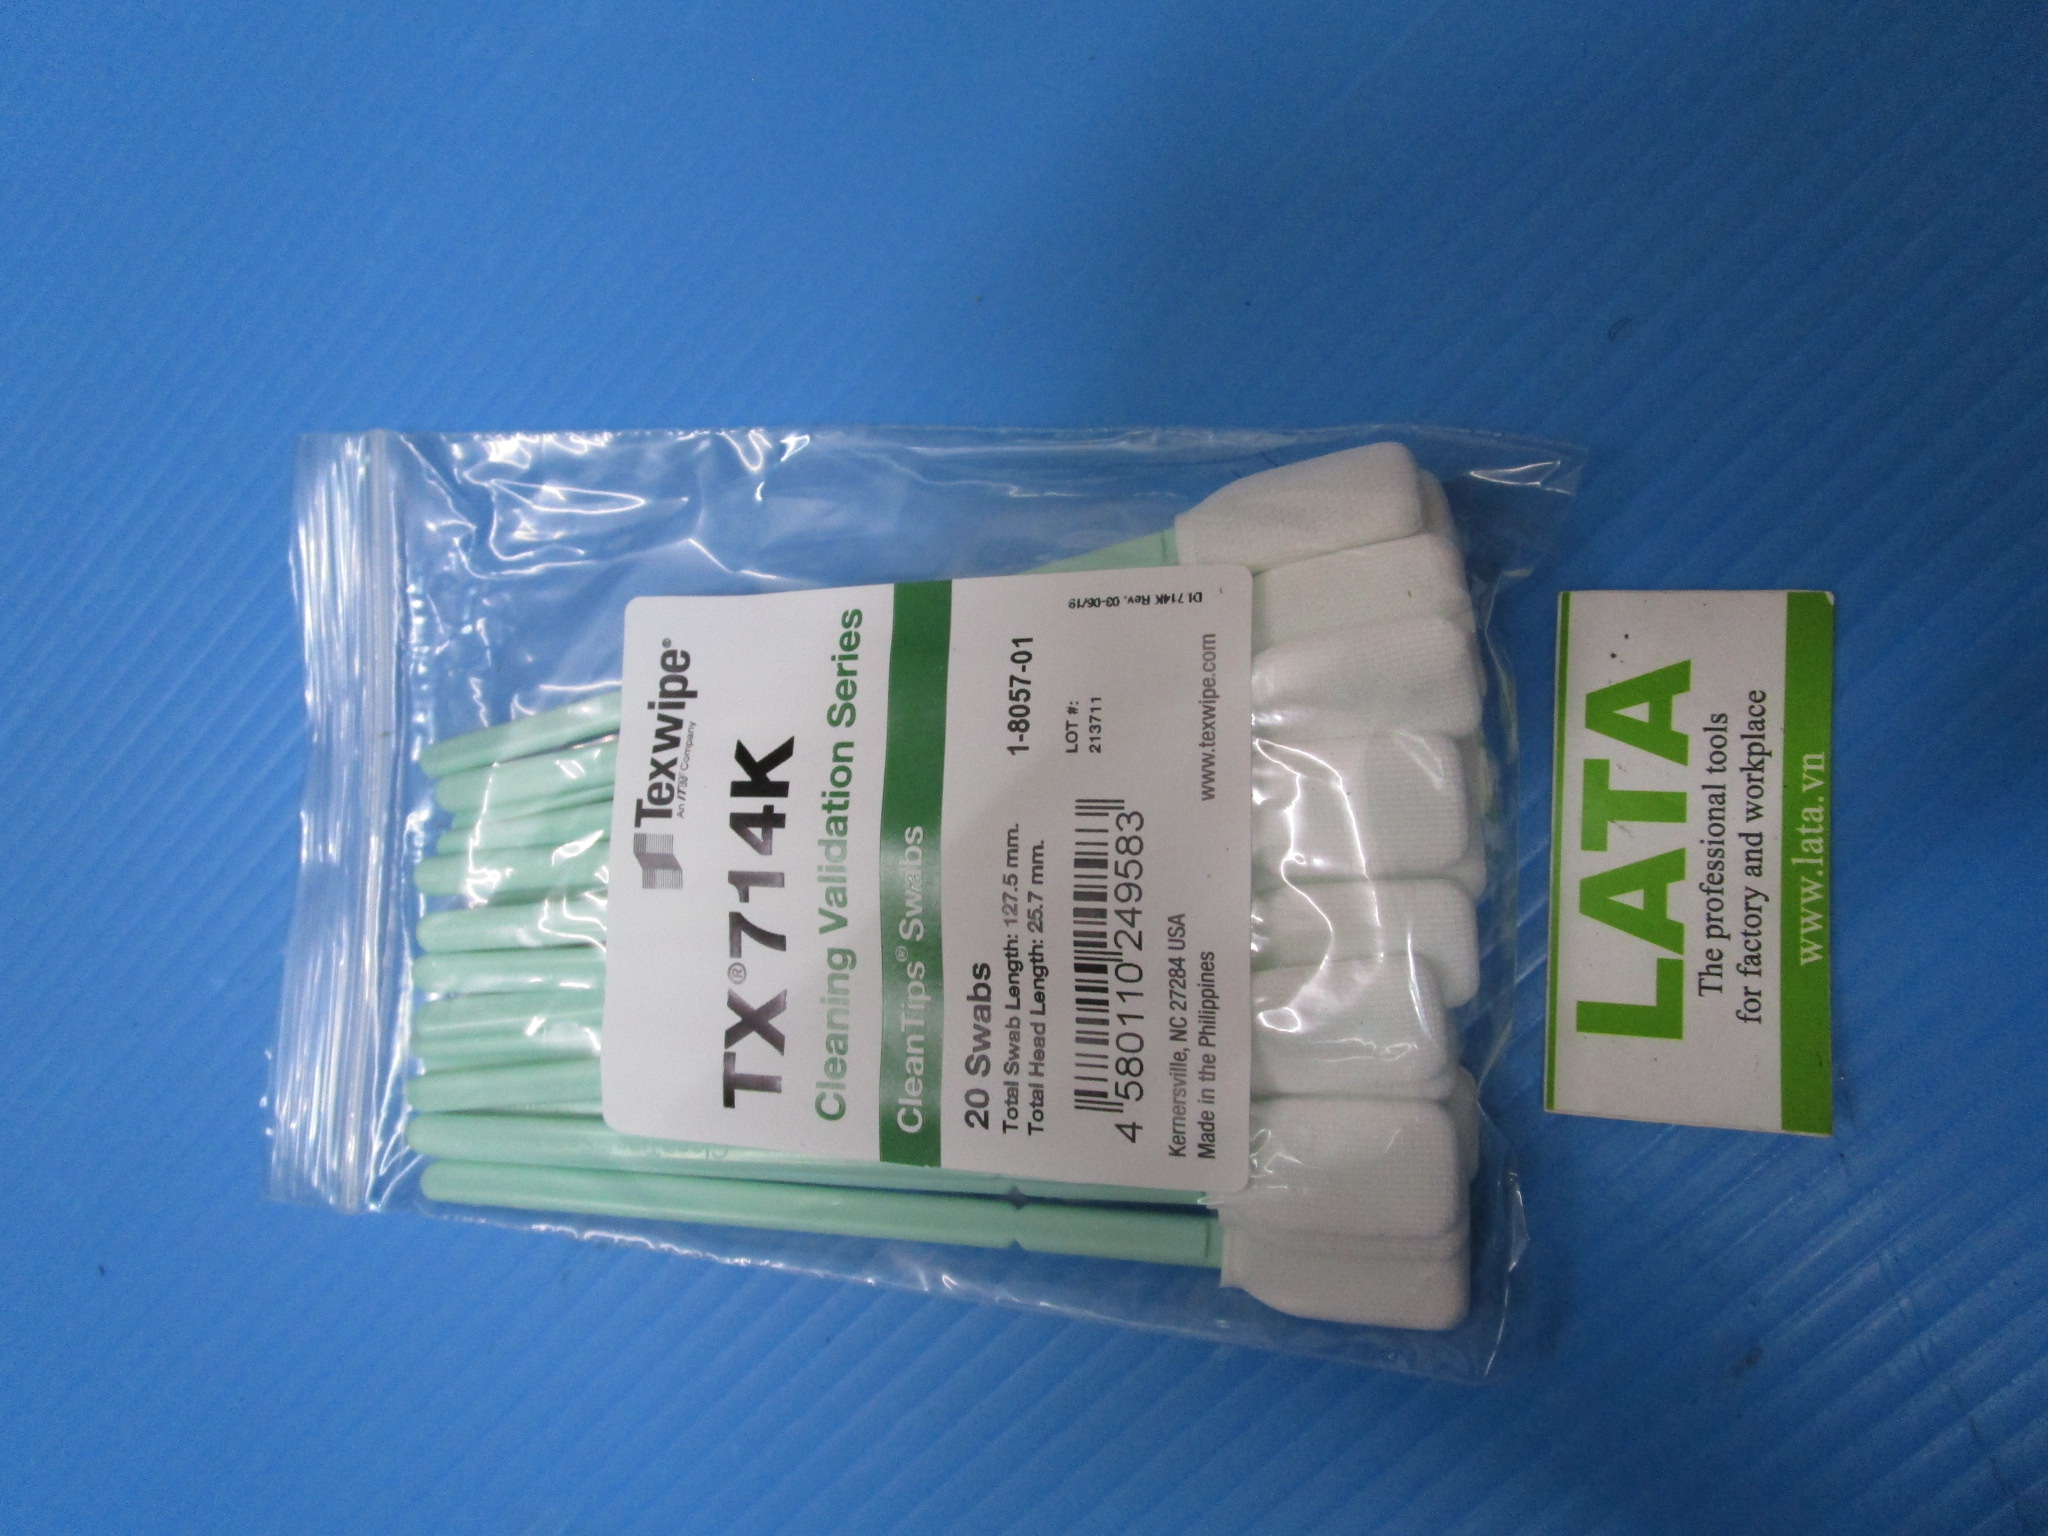 Texwipe®
An ITW Company
TX®714K
Cleaning Validation Series
CleanTips® Swabs
20 Swabs
Total Swab Length: 127.5 mm.
Total Head Length: 25.7 mm.
1-8057-01
LOT #:
213711
4 580110 249583
Kernersville, NC 27284 USA
Made in the Philippines
www.texwipe.com
DI 714K Rev. 03-06/19
LATA
The professional tools
for factory and workplace
www.lata.vn